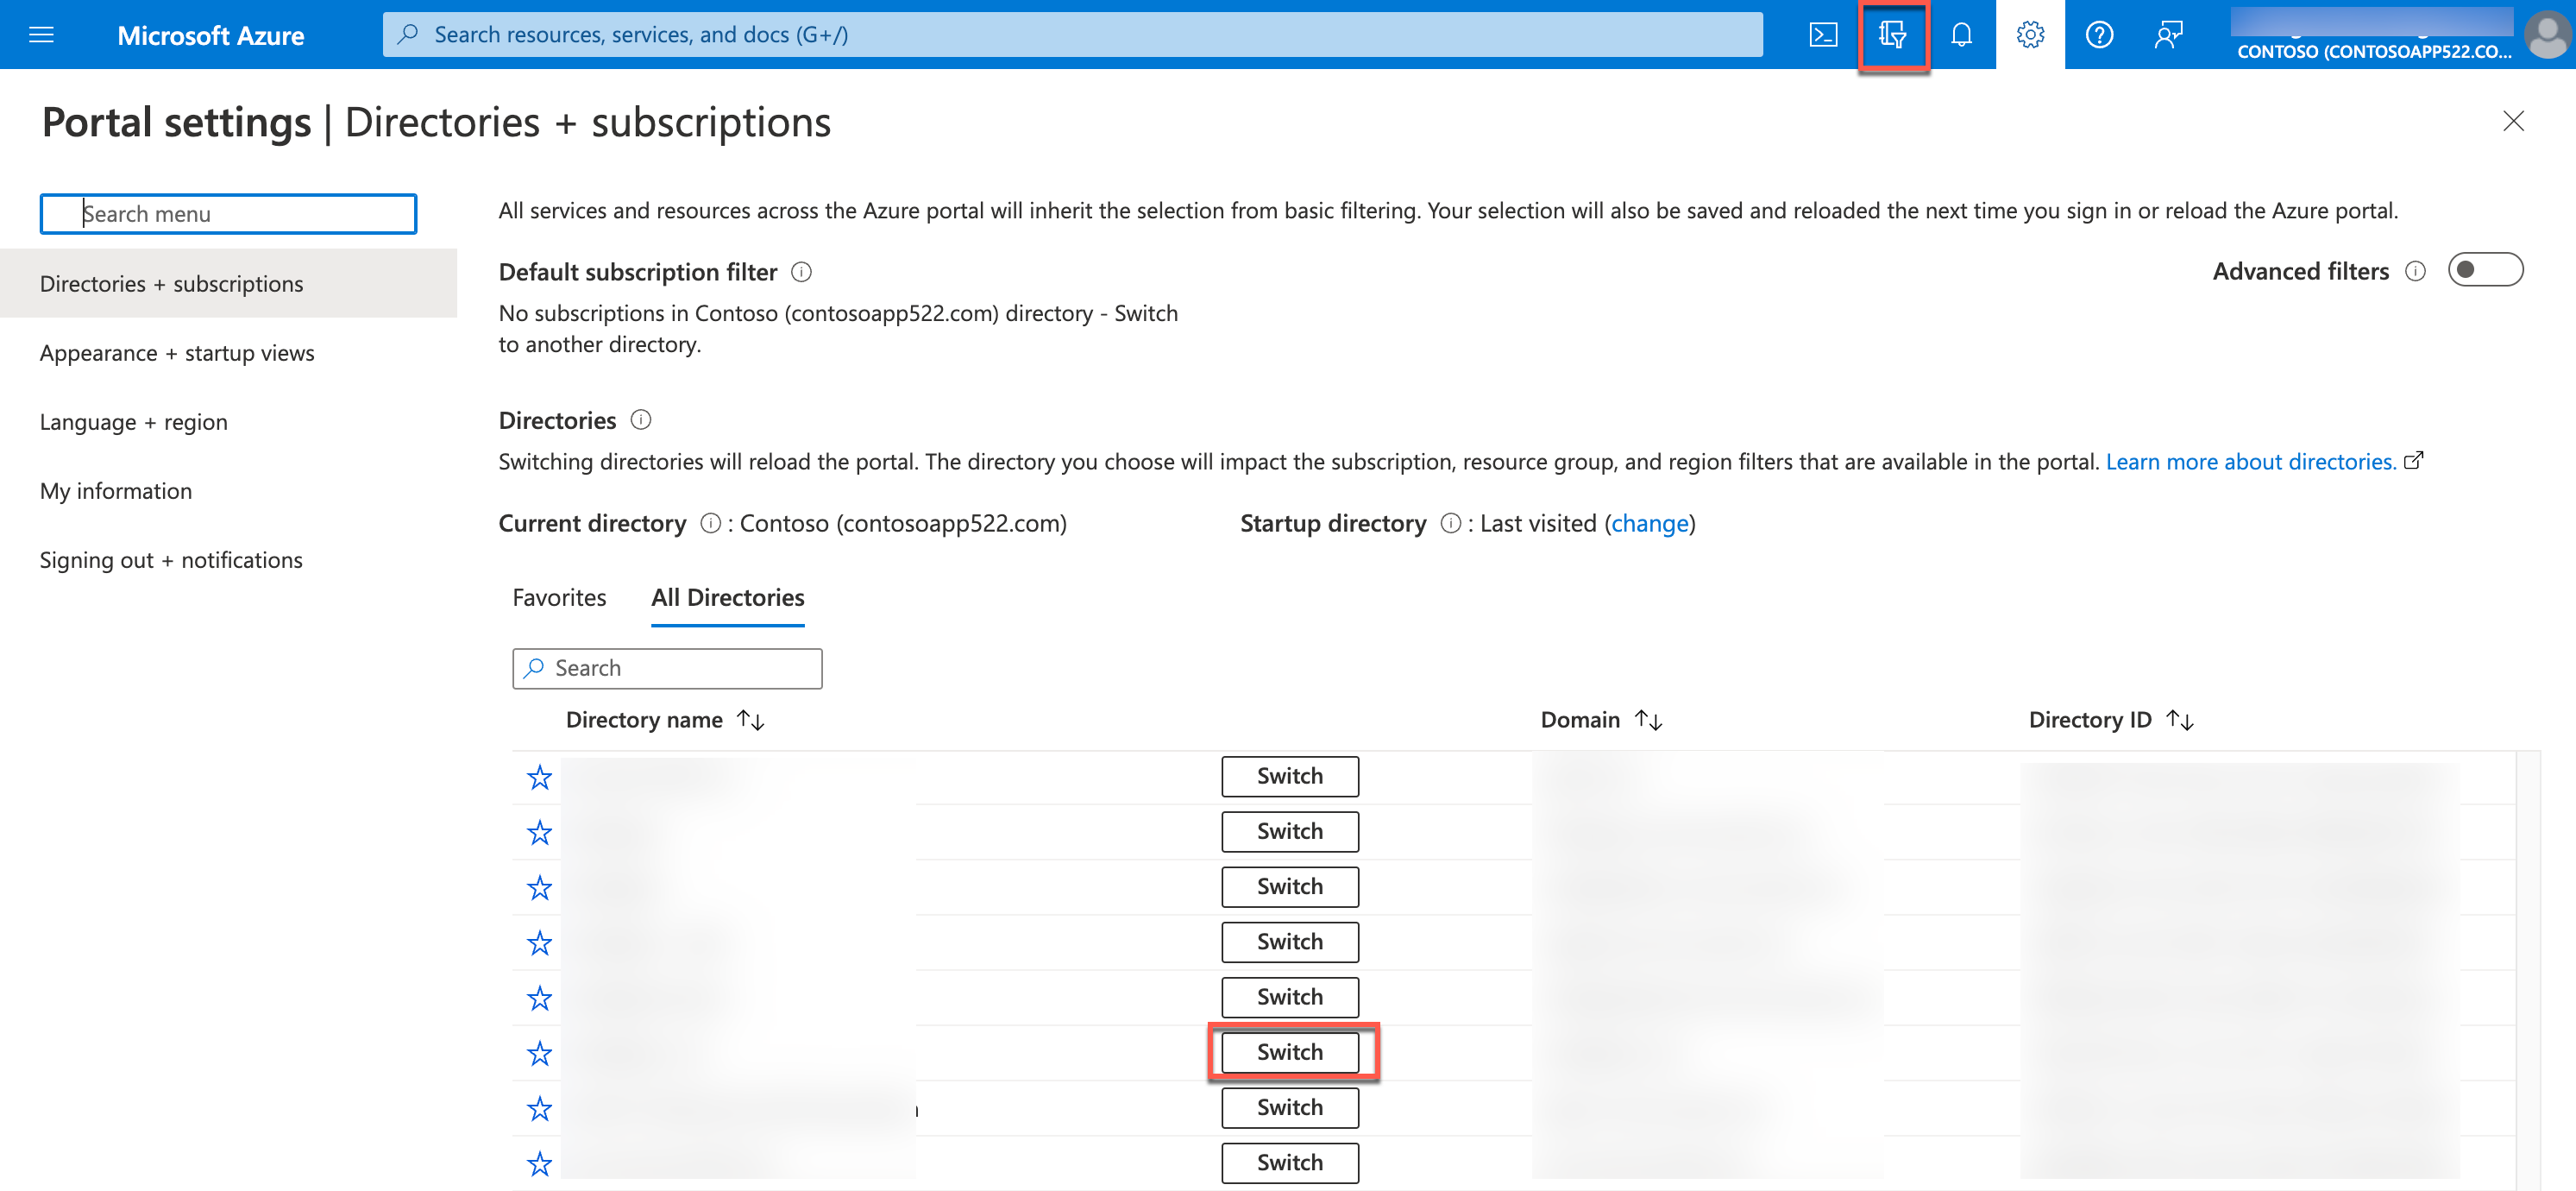 Microsoft Azure
Search resources, services, and docs (G+/)
CONTOSO (CONTOSOAPP522.CO...
Portal settings | Directories + subscriptions
Search menu
Directories + subscriptions
Appearance + startup views
Language + region
My information
Signing out + notifications
All services and resources across the Azure portal will inherit the selection from basic filtering. Your selection will also be saved and reloaded the next time you sign in or reload the Azure portal.
Default subscription filter
Advanced filters
No subscriptions in Contoso (contosoapp522.com) directory - Switch
to another directory.
Directories
Switching directories will reload the portal. The directory you choose will impact the subscription, resource group, and region filters that are available in the portal. Learn more about directories.
Current directory : Contoso (contosoapp522.com)
Startup directory : Last visited (change)
Favorites
All Directories
Search
Directory name
Domain
Directory ID
Switch
Switch
Switch
Switch
Switch
Switch
Switch
Switch